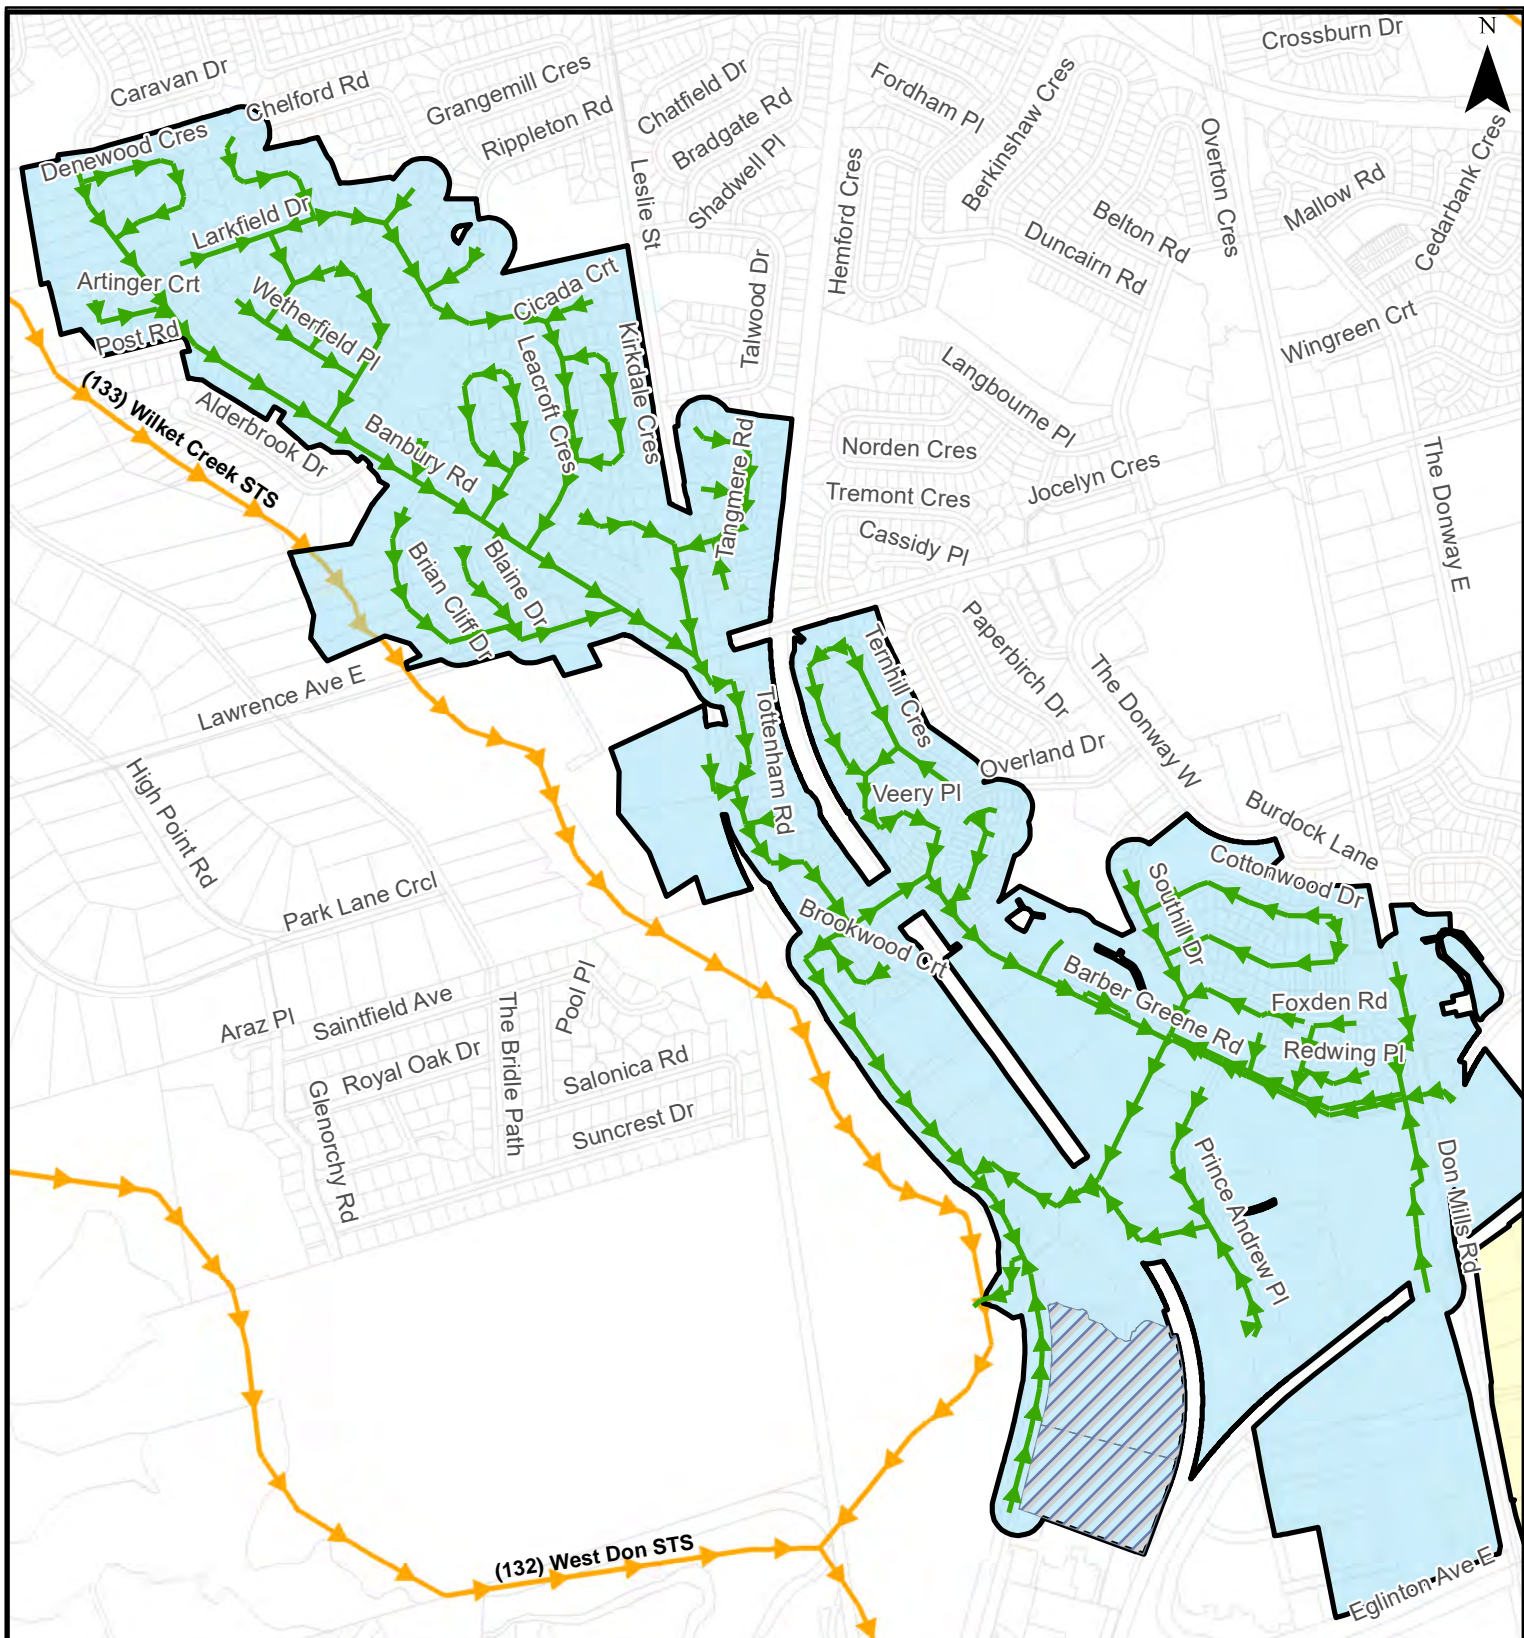 N
Crossburn Dr
Caravan Dr
Chelford Rd
Grangemill Cres
Rippleton Rd
Chatfield Dr
Bradgate Rd
Shadwell Pl
Fordham Pl
Berkinshaw Cres
Overton Cres
Mallow Rd
Cedarbank Cres
Denewood Cres
Larkfield Dr
Leslie St
Hemford Cres
Belton Rd
Duncairn Rd
Talwood Dr
Artinger Crt
Post Rd
Wetherfield Pl
Cicada Crt
Kirkdale Cres
Leacroft Cres
Wingreen Crt
Langbourne Pl
(133) Wilket Creek STS
Alderbrook Dr
Banbury Rd
Tangmere Rd
Norden Cres
Tremont Cres
Jocelyn Cres
Cassidy Pl
The Donway E
Brian Cliff Dr
Blaine Dr
Lawrence Ave E
Ternhill Cres
Paperbirch Dr
The Donway W
Tottenham Rd
Overland Dr
Veery Pl
High Point Rd
Burdock Lane
Cottonwood Dr
Southill Dr
Park Lane Crcl
Brookwood Crt
Barber Greene Rd
Foxden Rd
Redwing Pl
Araz Pl
Saintfield Ave
Pool Pl
The Bridle Path
Royal Oak Dr
Salonica Rd
Suncrest Dr
Glenorchy Rd
Prince Andrew Pl
Don Mills Rd
(132) West Don STS
Eglinton Ave E